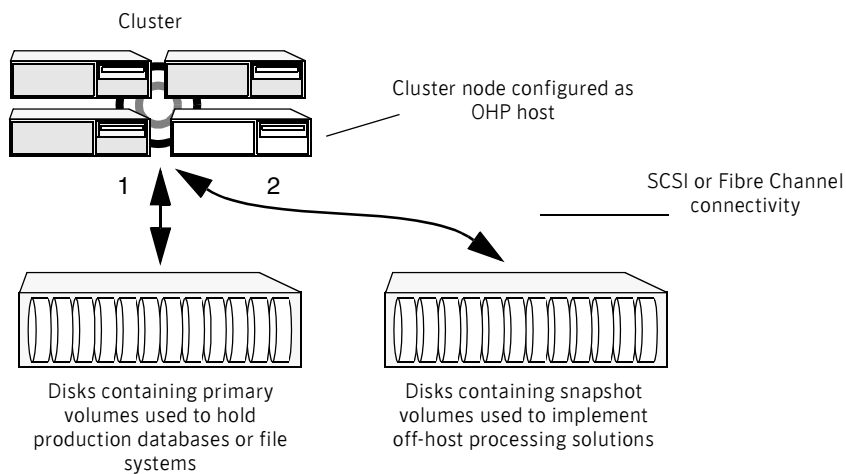 Cluster
Cluster node configured as
OHP host
1
2
SCSI or Fibre Channel
connectivity
Disks containing primary
volumes used to hold
production databases or file
systems
Disks containing snapshot
volumes used to implement
off-host processing solutions